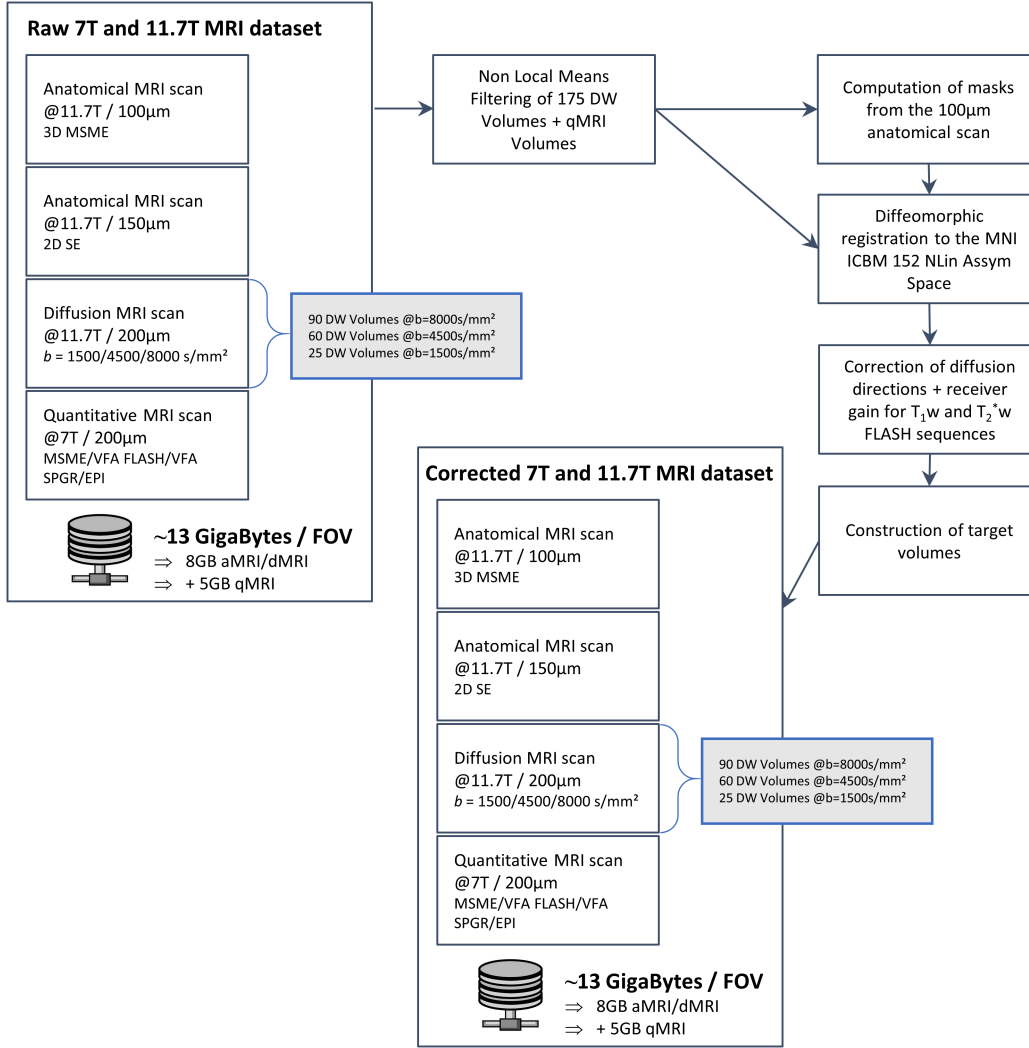 Raw 7T and 11.7T MRI dataset
Anatomical MRI scan
@11.7T / 100µm
3D MSME
Anatomical MRI scan
@11.7T / 150µm
2D SE
Diffusion MRI scan
@11.7T / 200µm
b = 1500/4500/8000 s/mm²
90 DW Volumes @b=8000s/mm²
60 DW Volumes @b=4500s/mm²
25 DW Volumes @b=1500s/mm²
Quantitative MRI scan
@7T / 200µm
MSME/VFA FLASH/VFA
SPGR/EPI
~13 GigaBytes / FOV
⇒ 8GB aMRI/dMRI
⇒ + 5GB qMRI
Non Local Means
Filtering of 175 DW
Volumes + qMRI
Volumes
Computation of masks
from the 100µm
anatomical scan
Diffeomorphic
registration to the MNI
ICBM 152 NLin Assym
Space
Correction of diffusion
directions + receiver
gain for T₁w and T₂*w
FLASH sequences
Construction of target
volumes
Corrected 7T and 11.7T MRI dataset
Anatomical MRI scan
@11.7T / 100µm
3D MSME
Anatomical MRI scan
@11.7T / 150µm
2D SE
Diffusion MRI scan
@11.7T / 200µm
b = 1500/4500/8000 s/mm²
90 DW Volumes @b=8000s/mm²
60 DW Volumes @b=4500s/mm²
25 DW Volumes @b=1500s/mm²
Quantitative MRI scan
@7T / 200µm
MSME/VFA FLASH/VFA
SPGR/EPI
~13 GigaBytes / FOV
⇒ 8GB aMRI/dMRI
⇒ + 5GB qMRI